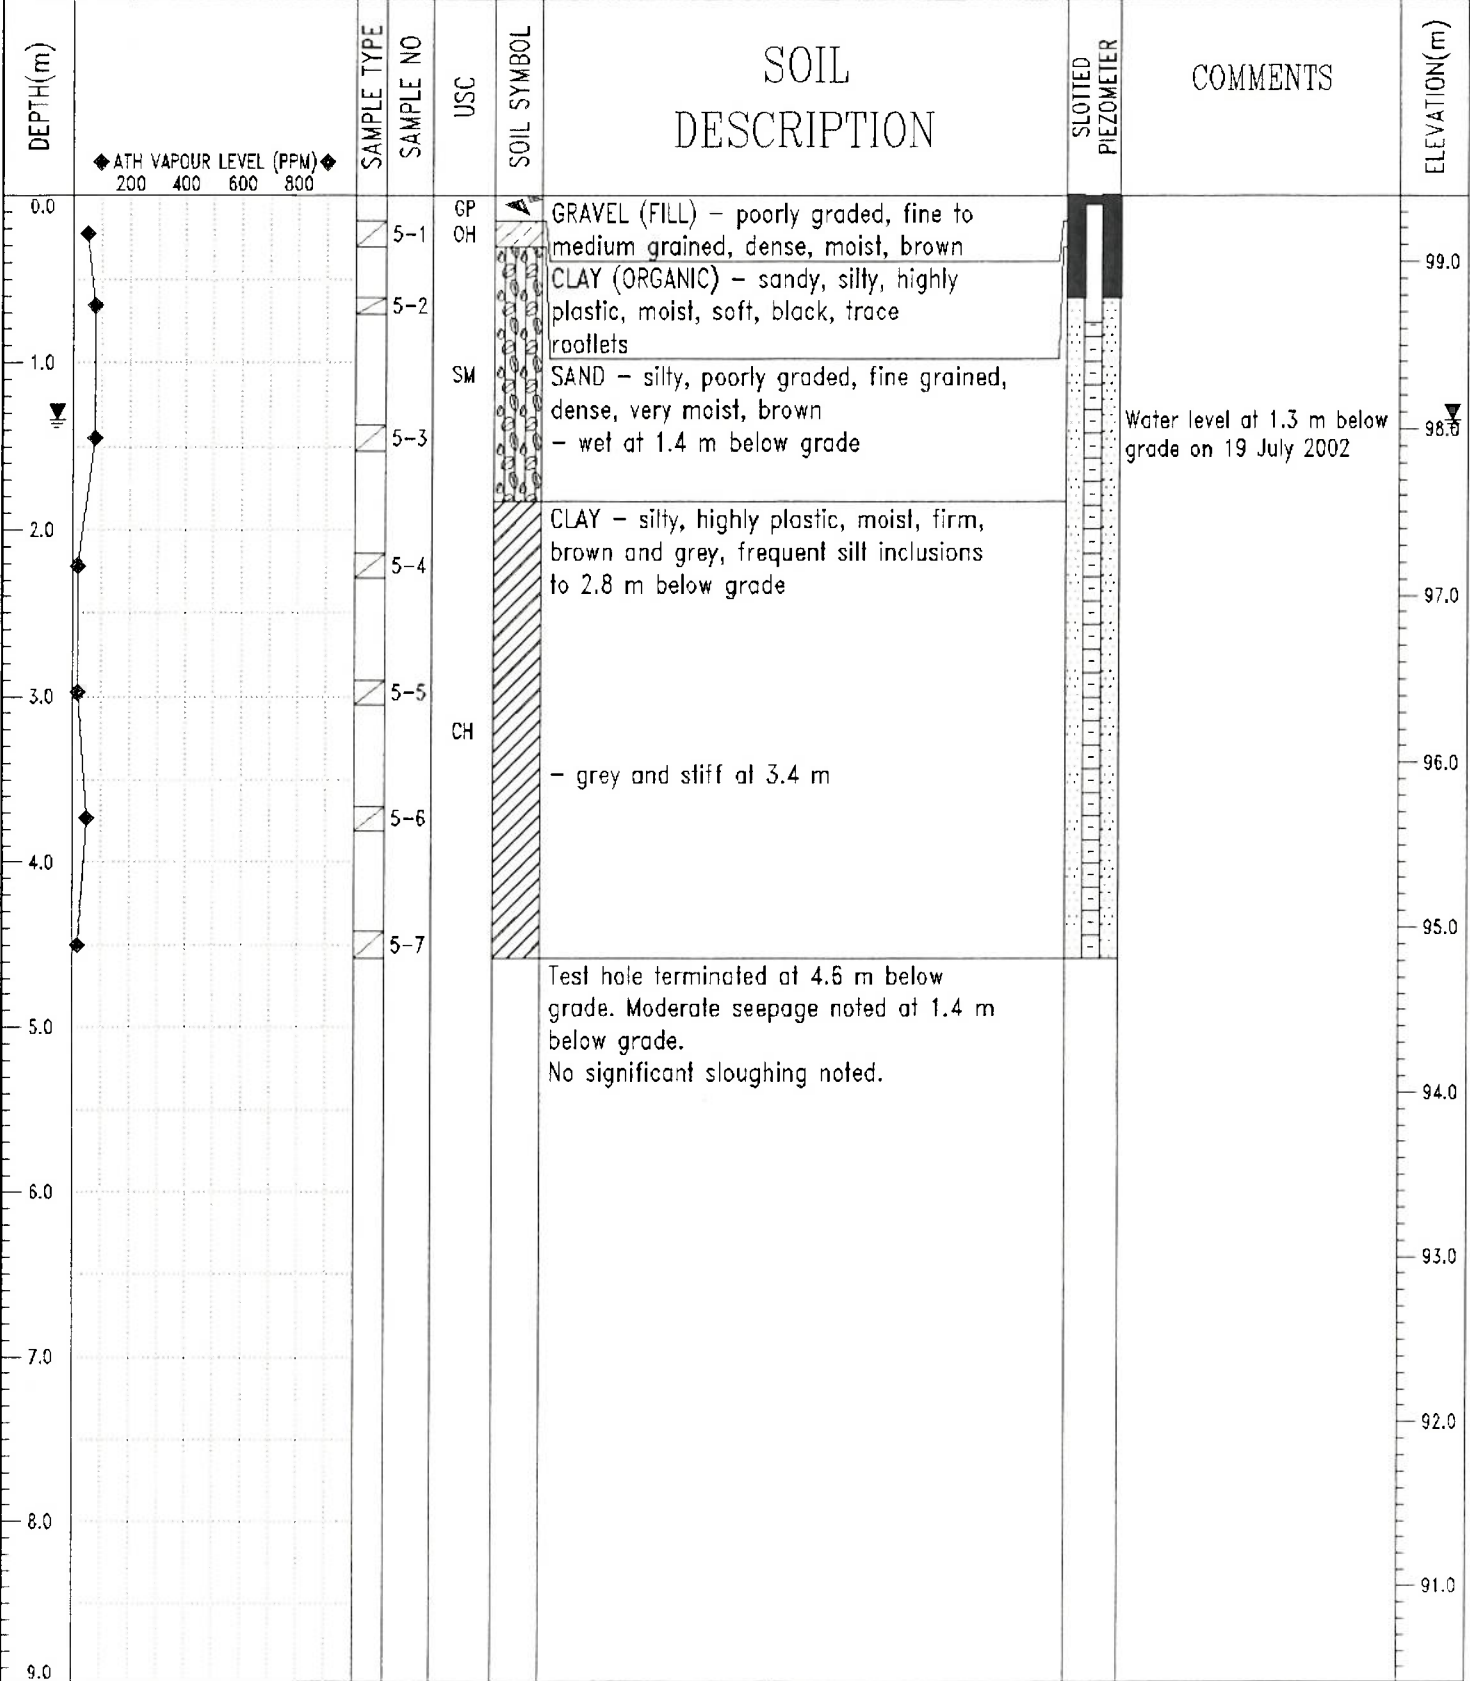 DEPTH(m)
ATH VAPOUR LEVEL (PPM)
200 400 600 800
SAMPLE TYPE
SAMPLE NO
USC
SOIL SYMBOL
SOIL
DESCRIPTION
SLOTTED
PIEZOMETER
COMMENTS
ELEVATION(m)
0.0
1.0
2.0
3.0
4.0
5.0
6.0
7.0
8.0
9.0
5-1
5-2
5-3
5-4
5-5
5-6
5-7
GP
OH
SM
CH
GRAVEL (FILL) – poorly graded, fine to
medium grained, dense, moist, brown
CLAY (ORGANIC) – sandy, silty, highly
plastic, moist, soft, black, trace
rootlets
SAND – silty, poorly graded, fine grained,
dense, very moist, brown
– wet at 1.4 m below grade
CLAY – silty, highly plastic, moist, firm,
brown and grey, frequent silt inclusions
to 2.8 m below grade
– grey and stiff at 3.4 m
Test hole terminated at 4.6 m below
grade. Moderate seepage noted at 1.4 m
below grade.
No significant sloughing noted.
Water level at 1.3 m below
grade on 19 July 2002
99.0
98.0
97.0
96.0
95.0
94.0
93.0
92.0
91.0